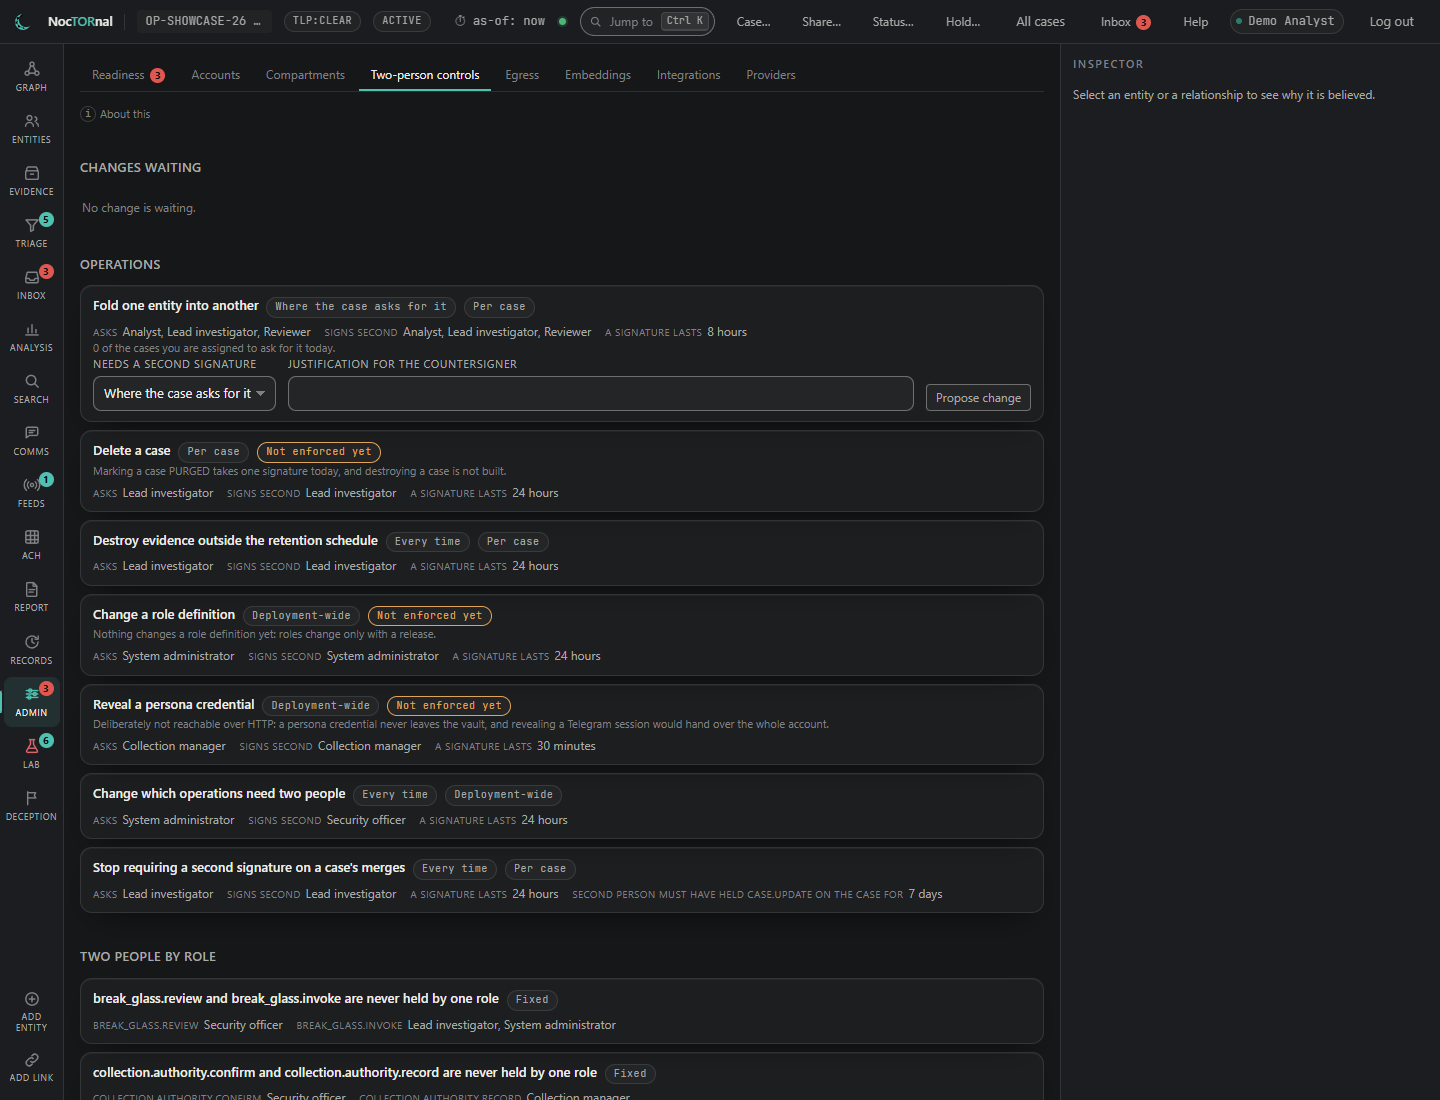 NocTORnal
OP-SHOWCASE-26 …
TLP:CLEAR
ACTIVE
as-of: now
Jump to
Ctrl K
Case...
Share...
Status...
Hold...
All cases
Inbox 3
Help
Demo Analyst
Log out
GRAPH
ENTITIES
EVIDENCE
5
TRIAGE
3
INBOX
ANALYSIS
SEARCH
COMMS
1
FEEDS
ACH
REPORT
RECORDS
3
ADMIN
6
LAB
DECEPTION
ADD
ENTITY
ADD LINK
Readiness 3
Accounts
Compartments
Two-person controls
Egress
Embeddings
Integrations
Providers
i About this
CHANGES WAITING
No change is waiting.
OPERATIONS
Fold one entity into another Where the case asks for it Per case
ASKS Analyst, Lead investigator, Reviewer SIGNS SECOND Analyst, Lead investigator, Reviewer A SIGNATURE LASTS 8 hours
0 of the cases you are assigned to ask for it today.
NEEDS A SECOND SIGNATURE JUSTIFICATION FOR THE COUNTERSIGNER
Where the case asks for it
Propose change
Delete a case Per case Not enforced yet
Marking a case PURGED takes one signature today, and destroying a case is not built.
ASKS Lead investigator SIGNS SECOND Lead investigator A SIGNATURE LASTS 24 hours
Destroy evidence outside the retention schedule Every time Per case
ASKS Lead investigator SIGNS SECOND Lead investigator A SIGNATURE LASTS 24 hours
Change a role definition Deployment-wide Not enforced yet
Nothing changes a role definition yet: roles change only with a release.
ASKS System administrator SIGNS SECOND System administrator A SIGNATURE LASTS 24 hours
Reveal a persona credential Deployment-wide Not enforced yet
Deliberately not reachable over HTTP: a persona credential never leaves the vault, and revealing a Telegram session would hand over the whole account.
ASKS Collection manager SIGNS SECOND Collection manager A SIGNATURE LASTS 30 minutes
Change which operations need two people Every time Deployment-wide
ASKS System administrator SIGNS SECOND Security officer A SIGNATURE LASTS 24 hours
Stop requiring a second signature on a case's merges Every time Per case
ASKS Lead investigator SIGNS SECOND Lead investigator A SIGNATURE LASTS 24 hours SECOND PERSON MUST HAVE HELD CASE.UPDATE ON THE CASE FOR 7 days
TWO PEOPLE BY ROLE
break_glass.review and break_glass.invoke are never held by one role Fixed
BREAK_GLASS.REVIEW Security officer BREAK_GLASS.INVOKE Lead investigator, System administrator
collection.authority.confirm and collection.authority.record are never held by one role Fixed
COLLECTION.AUTHORITY.CONFIRM Security officer COLLECTION.AUTHORITY.RECORD Collection manager
INSPECTOR
Select an entity or a relationship to see why it is believed.